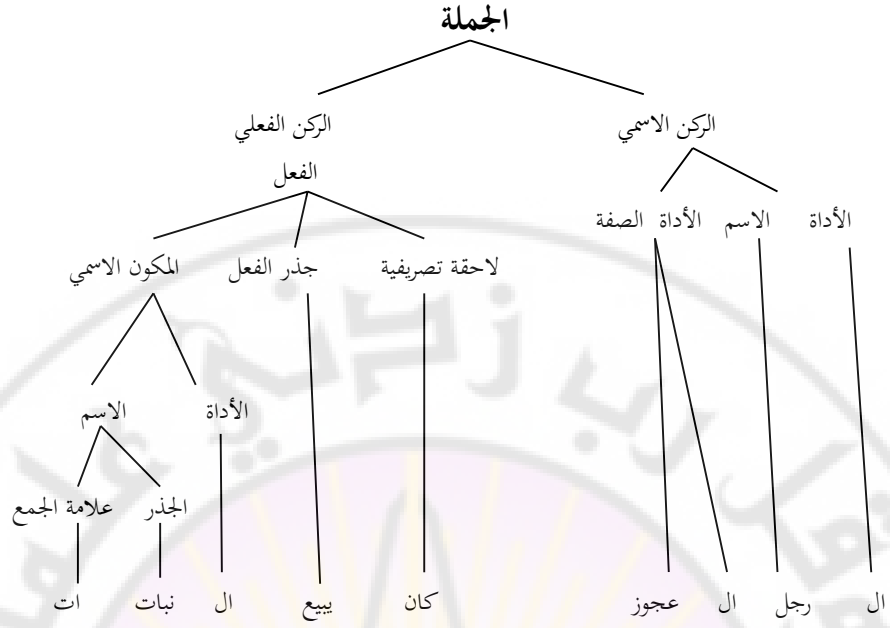 الجملة
الركن الاسمي الركن الفعلي
الفعل
الأداة الاسم الأداة الصفة
لاحقة تصريفية جذر الفعل المكون الاسمي
الأداة الاسم
الجذر علامة الجمع
ال رجل ال عجوز كان يبيع ال نبات ات